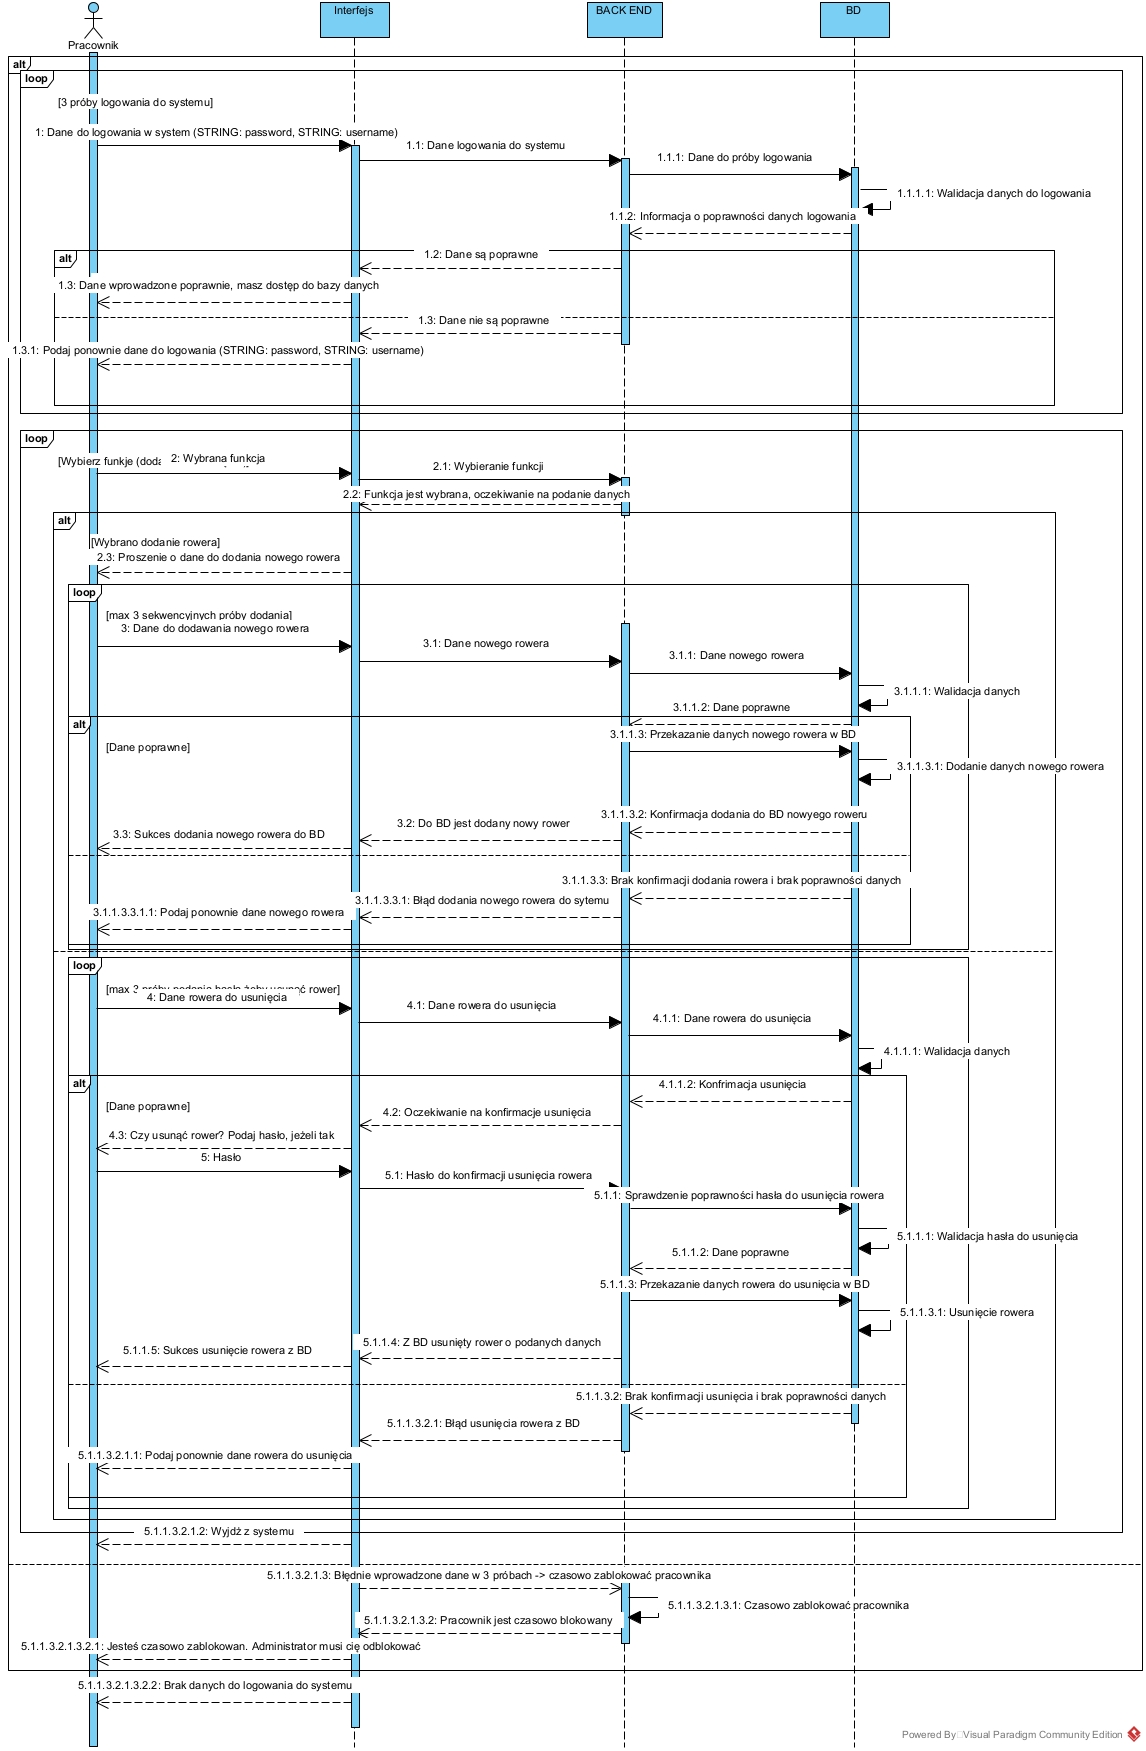 Pracownik
Interfejs
BACK END
BD
alt
loop
[3 próby logowania do systemu]
1: Dane do logowania w system (STRING: password, STRING: username)
1.1: Dane logowania do systemu
1.1.1: Dane do próby logowania
1.1.1.1: Walidacja danych do logowania
1.1.2: Informacja o poprawności danych logowania
alt
1.2: Dane są poprawne
1.3: Dane wprowadzone poprawnie, masz dostęp do bazy danych
1.3: Dane nie są poprawne
1.3.1: Podaj ponownie dane do logowania (STRING: password, STRING: username)
loop
[Wybierz funkje
2: Wybrana funkcja
2.1: Wybieranie funkcji
2.2: Funkcja jest wybrana, oczekiwanie na podanie danych
alt
[Wybrano dodanie rowera]
2.3: Proszenie o dane do dodania nowego rowera
loop
[max 3 sekwencyjnych próby dodania]
3: Dane do dodawania nowego rowera
3.1: Dane nowego rowera
3.1.1: Dane nowego rowera
3.1.1.1: Walidacja danych
3.1.1.2: Dane poprawne
alt
3.1.1.3: Przekazanie danych nowego rowera w BD
[Dane poprawne]
3.1.1.3.1: Dodanie danych nowego rowera
3.1.1.3.2: Konfirmacja dodania do BD nowyego roweru
3.2: Do BD jest dodany nowy rower
3.3: Sukces dodania nowego rowera do BD
3.1.1.3.3: Brak konfirmacji dodania rowera i brak poprawności danych
3.1.1.3.3.1: Błąd dodania nowego rowera do sytemu
3.1.1.3.3.1.1: Podaj ponownie dane nowego rowera
loop
[max 3 próby podania hasła żeby usunąć rower]
4: Dane rowera do usunięcia
4.1: Dane rowera do usunięcia
4.1.1: Dane rowera do usunięcia
4.1.1.1: Walidacja danych
alt
4.1.1.2: Konfrimacja usunięcia
[Dane poprawne]
4.2: Oczekiwanie na konfirmacje usunięcia
4.3: Czy usunąć rower? Podaj hasło, jeżeli tak
5: Hasło
5.1: Hasło do konfirmacji usunięcia rowera
5.1.1: Sprawdzenie poprawności hasła do usunięcia rowera
5.1.1.1: Walidacja hasła do usunięcia
5.1.1.2: Dane poprawne
5.1.1.3: Przekazanie danych rowera do usunięcia w BD
5.1.1.3.1: Usunięcie rowera
5.1.1.4: Z BD usunięty rower o podanych danych
5.1.1.5: Sukces usunięcie rowera z BD
5.1.1.3.2: Brak konfirmacji usunięcia i brak poprawności danych
5.1.1.3.2.1: Błąd usunięcia rowera z BD
5.1.1.3.2.1.1: Podaj ponownie dane rowera do usunięcia
5.1.1.3.2.1.2: Wyjdź z systemu
5.1.1.3.2.1.3: Błędnie wprowadzone dane w 3 próbach -> czasowo zablokować pracownika
5.1.1.3.2.1.3.1: Czasowo zablokować pracownika
5.1.1.3.2.1.3.2: Pracownik jest czasowo blokowany
5.1.1.3.2.1.3.2.1: Jesteś czasowo zablokowan. Administrator musi cię odblokować
5.1.1.3.2.1.3.2.2: Brak danych do logowania do systemu
Powered By Visual Paradigm Community Edition